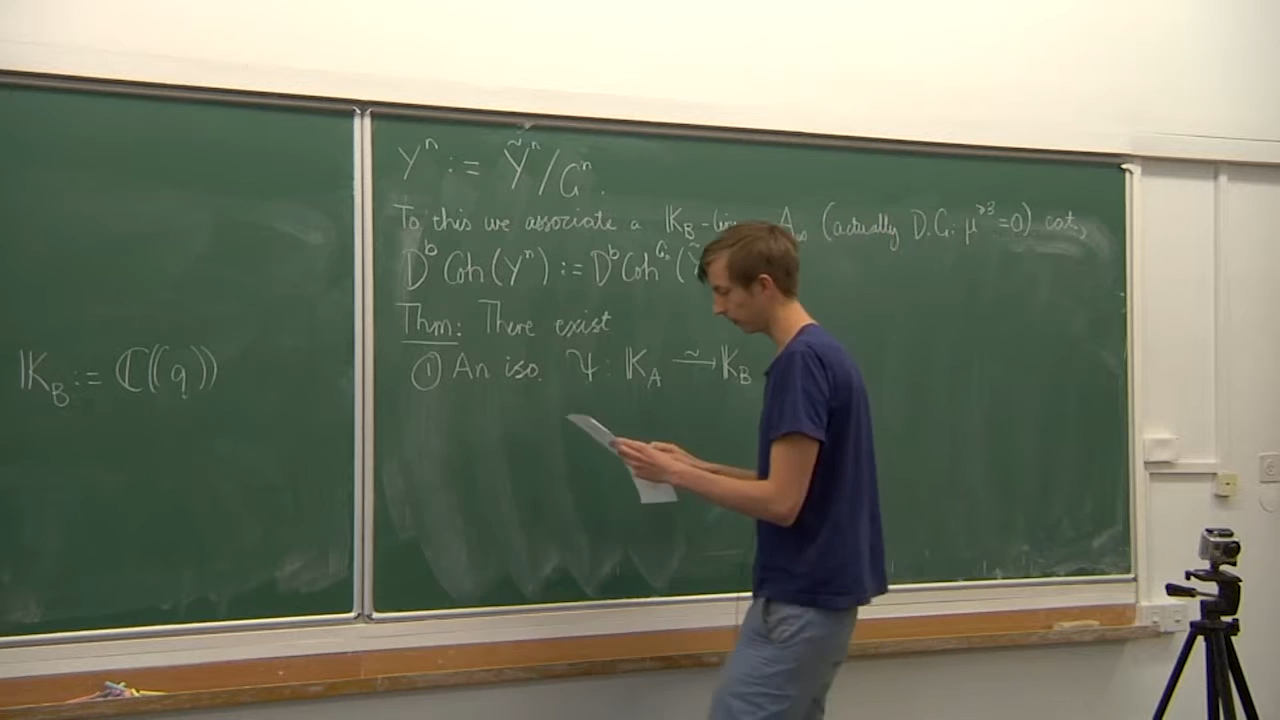 𝕂_B := ℂ((q))
Y^n := Ỹ^n / G^n.
To this we associate a 𝕂_B-lin A_∞ (actually D.G.: μ^{≥3}=0) cat,
D^b Coh(Y^n) := D^b Coh^{G^n}(Ỹ
Thm: There exist
① An iso. Ψ: 𝕂_A ⥲ 𝕂_B